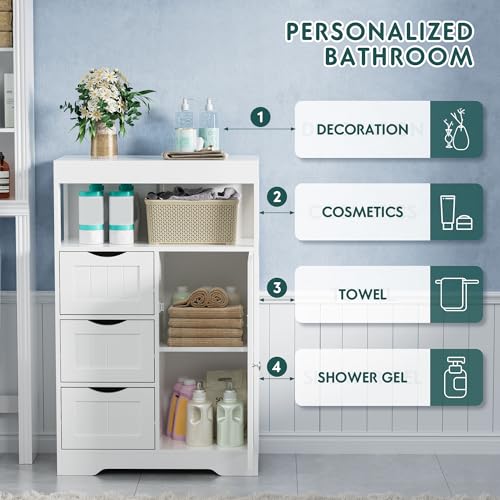 PERSONALIZED
BATHROOM
1
DECORATION
2
COSMETICS
3
TOWEL
4
SHOWER GEL